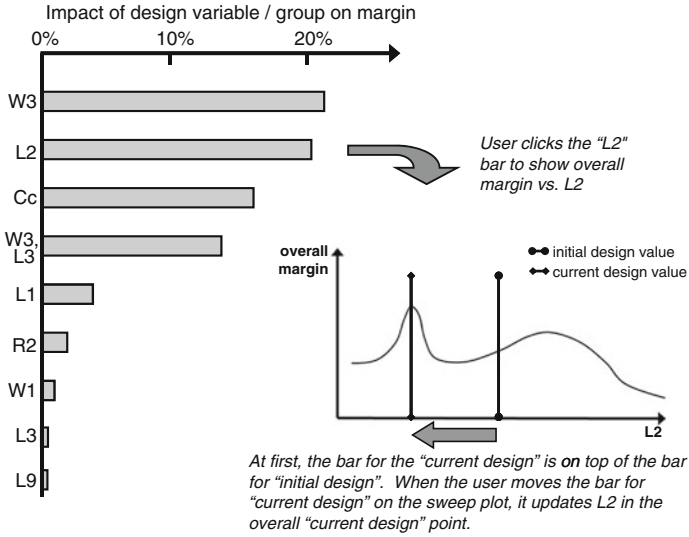 Impact of design variable / group on margin
0% 10% 20%
W3
L2
Cc
W3,
L3
L1
R2
W1
L3
L9
User clicks the "L2"
bar to show overall
margin vs. L2
overall
margin
initial design value
current design value
L2
At first, the bar for the “current design” is on top of the bar
for “initial design”. When the user moves the bar for
“current design” on the sweep plot, it updates L2 in the
overall “current design” point.